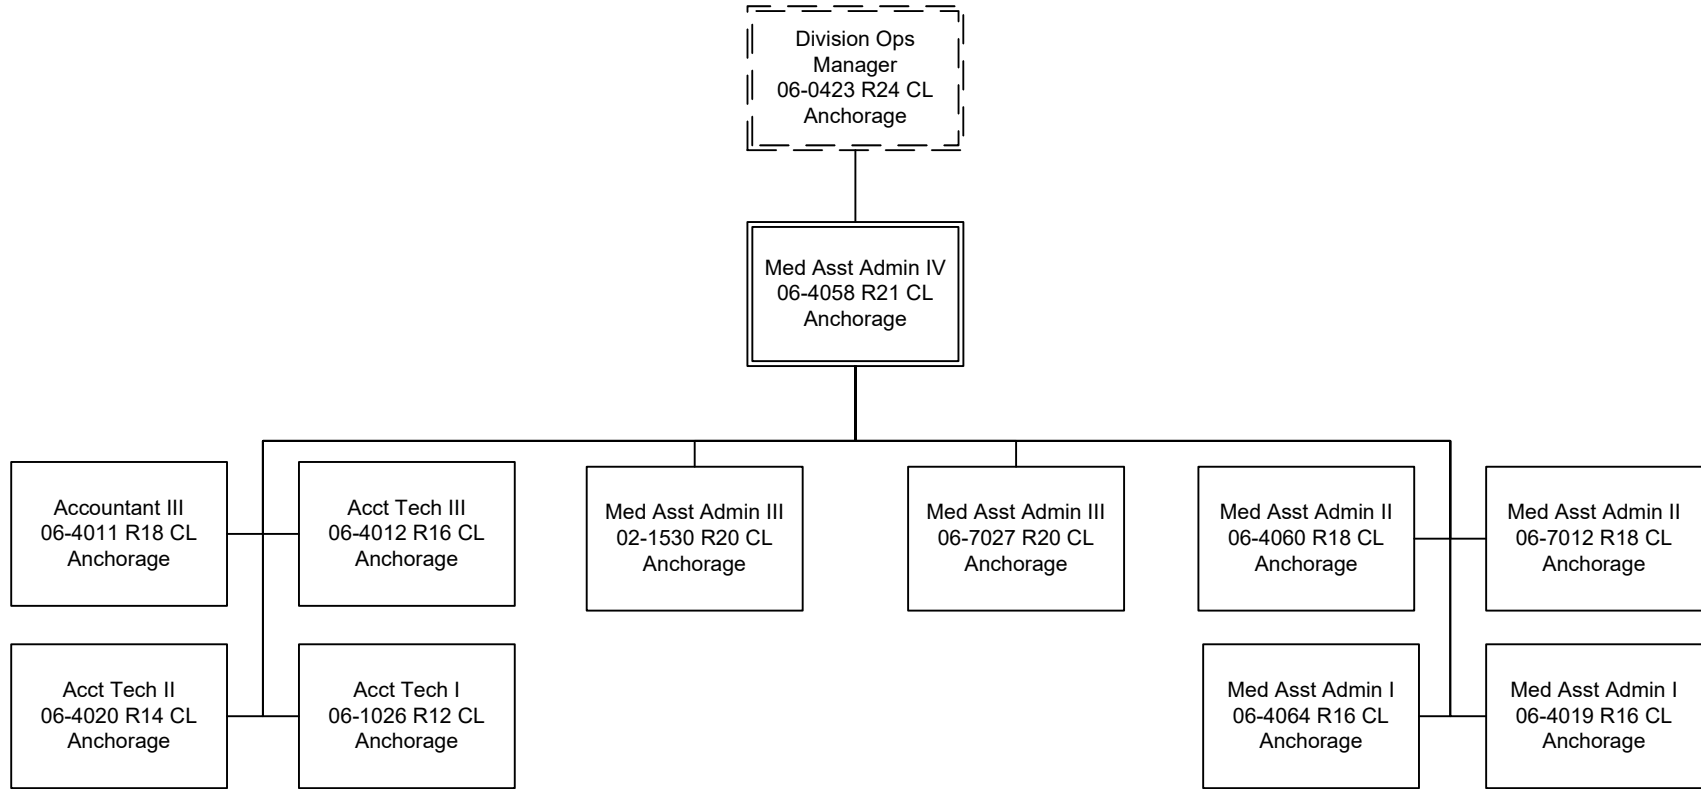 Division Ops
Manager
06-0423 R24 CL
Anchorage
Med Asst Admin IV
06-4058 R21 CL
Anchorage
Accountant III
06-4011 R18 CL
Anchorage
Acct Tech III
06-4012 R16 CL
Anchorage
Med Asst Admin III
02-1530 R20 CL
Anchorage
Med Asst Admin III
06-7027 R20 CL
Anchorage
Med Asst Admin II
06-4060 R18 CL
Anchorage
Med Asst Admin II
06-7012 R18 CL
Anchorage
Acct Tech II
06-4020 R14 CL
Anchorage
Acct Tech I
06-1026 R12 CL
Anchorage
Med Asst Admin I
06-4064 R16 CL
Anchorage
Med Asst Admin I
06-4019 R16 CL
Anchorage